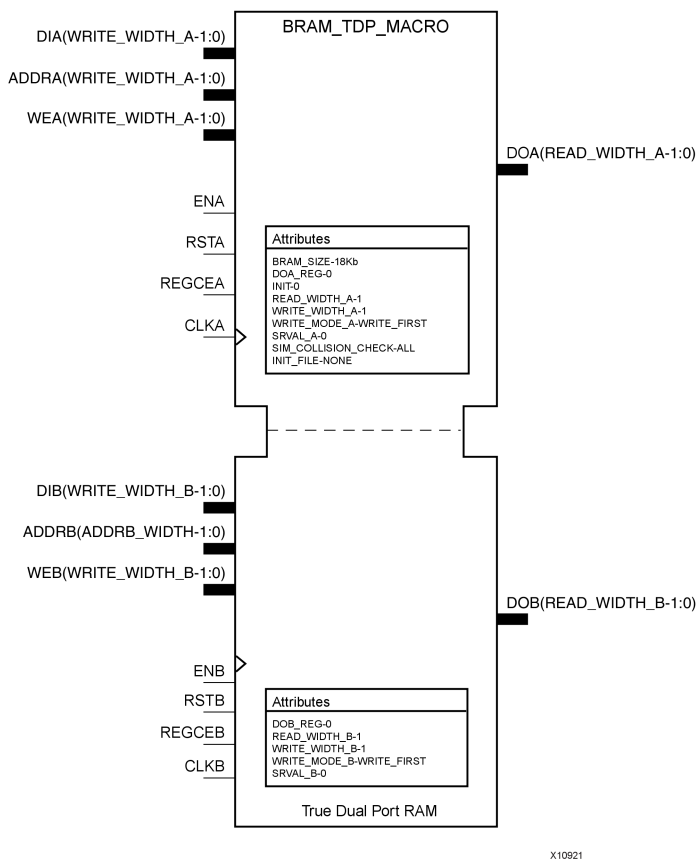 BRAM_TDP_MACRO
DIA(WRITE_WIDTH_A-1:0)
ADDRA(WRITE_WIDTH_A-1:0)
WEA(WRITE_WIDTH_A-1:0)
DOA(READ_WIDTH_A-1:0)
ENA
RSTA
REGCEA
CLKA
Attributes
BRAM_SIZE-18Kb
DOA_REG-0
INIT-0
READ_WIDTH_A-1
WRITE_WIDTH_A-1
WRITE_MODE_A-WRITE_FIRST
SRVAL_A-0
SIM_COLLISION_CHECK-ALL
INIT_FILE-NONE
DIB(WRITE_WIDTH_B-1:0)
ADDRB(ADDRB_WIDTH-1:0)
WEB(WRITE_WIDTH_B-1:0)
DOB(READ_WIDTH_B-1:0)
ENB
RSTB
REGCEB
CLKB
Attributes
DOB_REG-0
READ_WIDTH_B-1
WRITE_WIDTH_B-1
WRITE_MODE_B-WRITE_FIRST
SRVAL_B-0
True Dual Port RAM
X10921